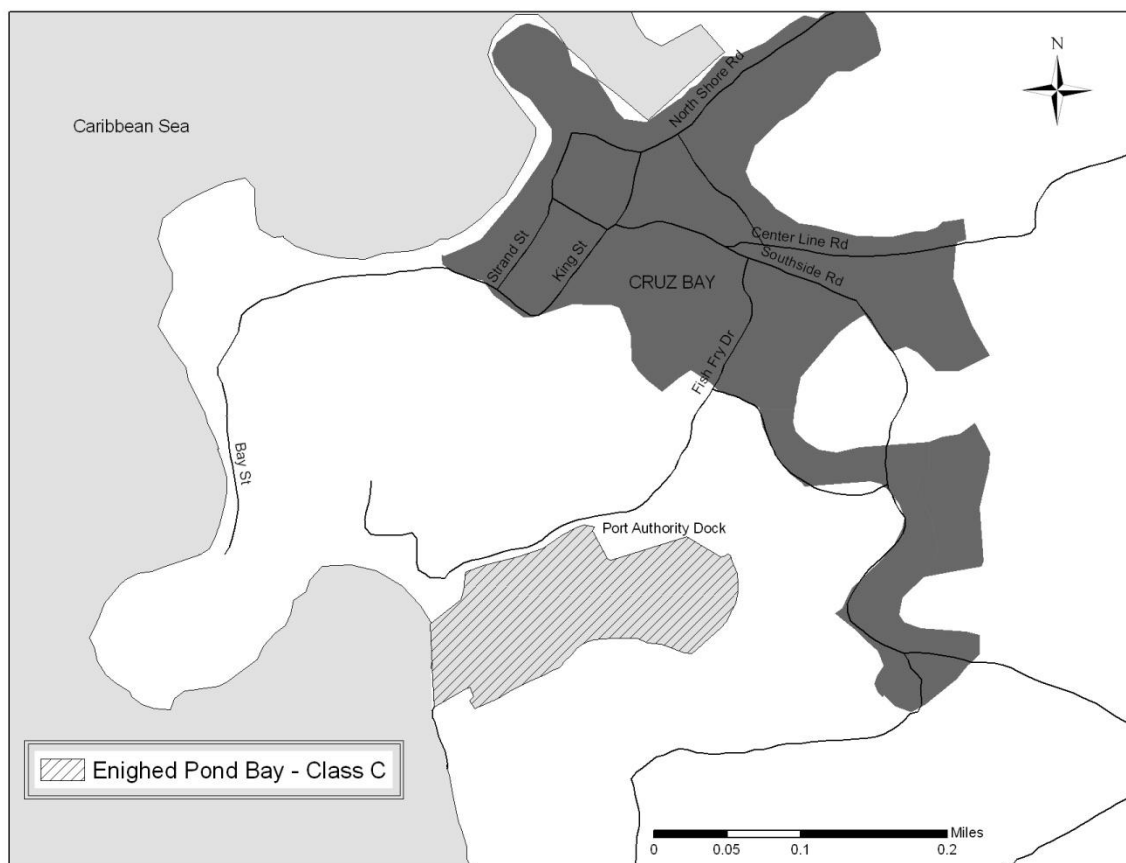 N
Caribbean Sea
North Shore Rd
Center Line Rd
Strand St
King St
Southside Rd
CRUZ BAY
Fish Fry Dr
Bay St
Port Authority Dock
Enighed Pond Bay - Class C
Miles
0 0.05 0.1 0.2